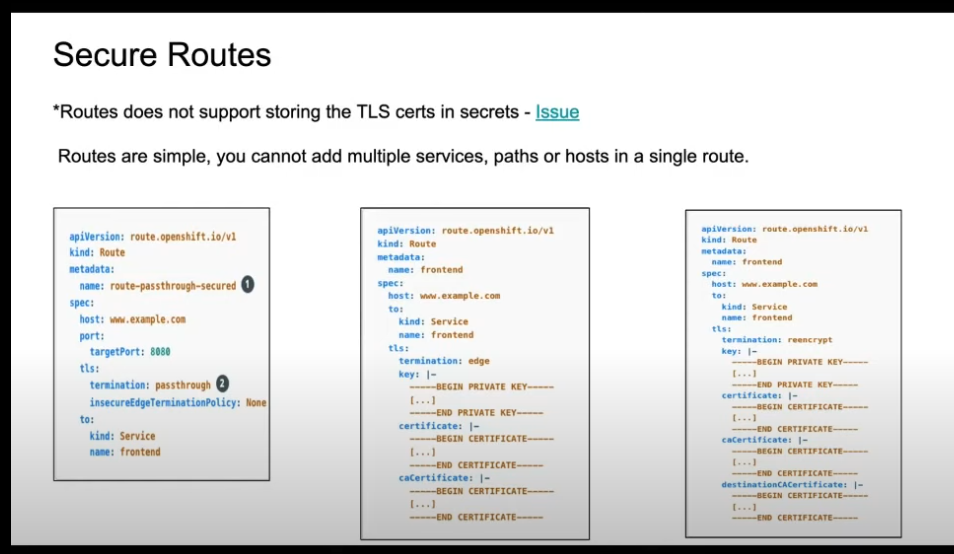 Secure Routes
*Routes does not support storing the TLS certs in secrets - Issue
Routes are simple, you cannot add multiple services, paths or hosts in a single route.
apiVersion: route.openshift.io/v1
kind: Route
metadata:
name: route-passthrough-secured 1
spec:
host: www.example.com
port:
targetPort: 8080
tls:
termination: passthrough 2
insecureEdgeTerminationPolicy: None
to:
kind: Service
name: frontend
apiVersion: route.openshift.io/v1
kind: Route
metadata:
name: frontend
spec:
host: www.example.com
to:
kind: Service
name: frontend
tls:
termination: edge
key: |-
-----BEGIN PRIVATE KEY-----
[...]
-----END PRIVATE KEY-----
certificate: |-
-----BEGIN CERTIFICATE-----
[...]
-----END CERTIFICATE-----
caCertificate: |-
-----BEGIN CERTIFICATE-----
[...]
-----END CERTIFICATE-----
apiVersion: route.openshift.io/v1
kind: Route
metadata:
name: frontend
spec:
host: www.example.com
to:
kind: Service
name: frontend
tls:
termination: reencrypt
key: |-
-----BEGIN PRIVATE KEY-----
[...]
-----END PRIVATE KEY-----
certificate: |-
-----BEGIN CERTIFICATE-----
[...]
-----END CERTIFICATE-----
caCertificate: |-
-----BEGIN CERTIFICATE-----
[...]
-----END CERTIFICATE-----
destinationCACertificate: |-
-----BEGIN CERTIFICATE-----
[...]
-----END CERTIFICATE-----